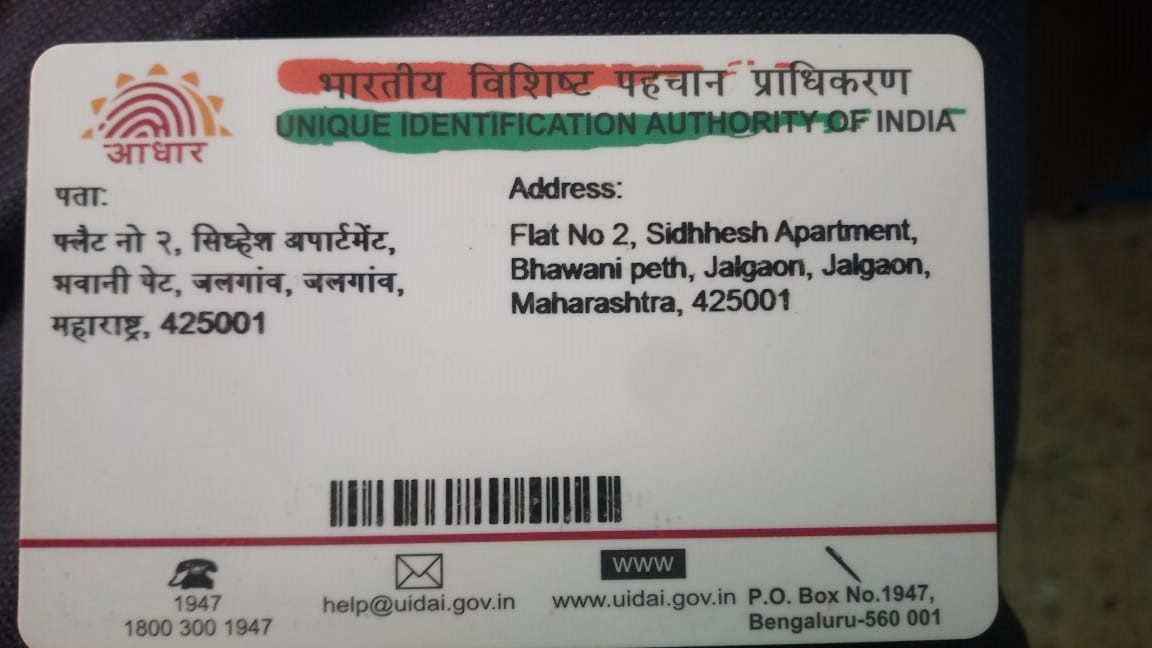 भारतीय विशिष्ट पहचान प्राधिकरण
UNIQUE IDENTIFICATION AUTHORITY OF INDIA
आधार
पता:
फ्लैट नो २, सिध्हेश अपार्टमेंट,
भवानी पेट, जलगांव, जलगांव,
महाराष्ट्र, 425001
Address:
Flat No 2, Sidhhesh Apartment,
Bhawani peth, Jalgaon, Jalgaon,
Maharashtra, 425001
1947
1800 300 1947
help@uidai.gov.in
www
www.uidai.gov.in
P.O. Box No.1947,
Bengaluru-560 001